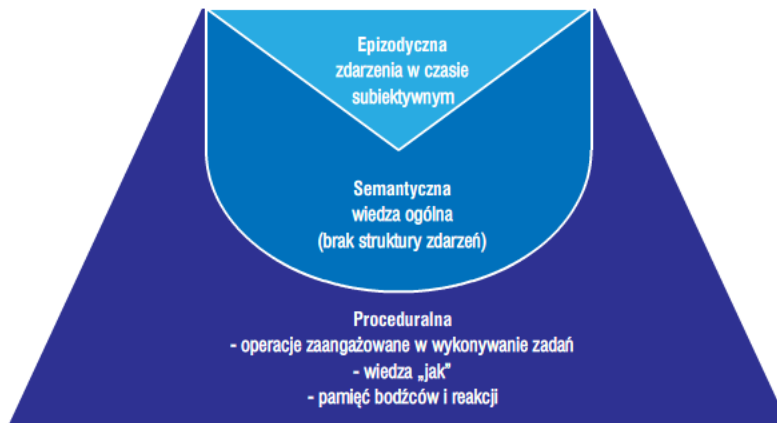 Epizodyczna
zdarzenia w czasie
subiektywnym
Semantyczna
wiedza ogólna
(brak struktury zdarzeń)
Proceduralna
- operacje zaangażowane w wykonywanie zadań
- wiedza „jak”
- pamięć bodźców i reakcji